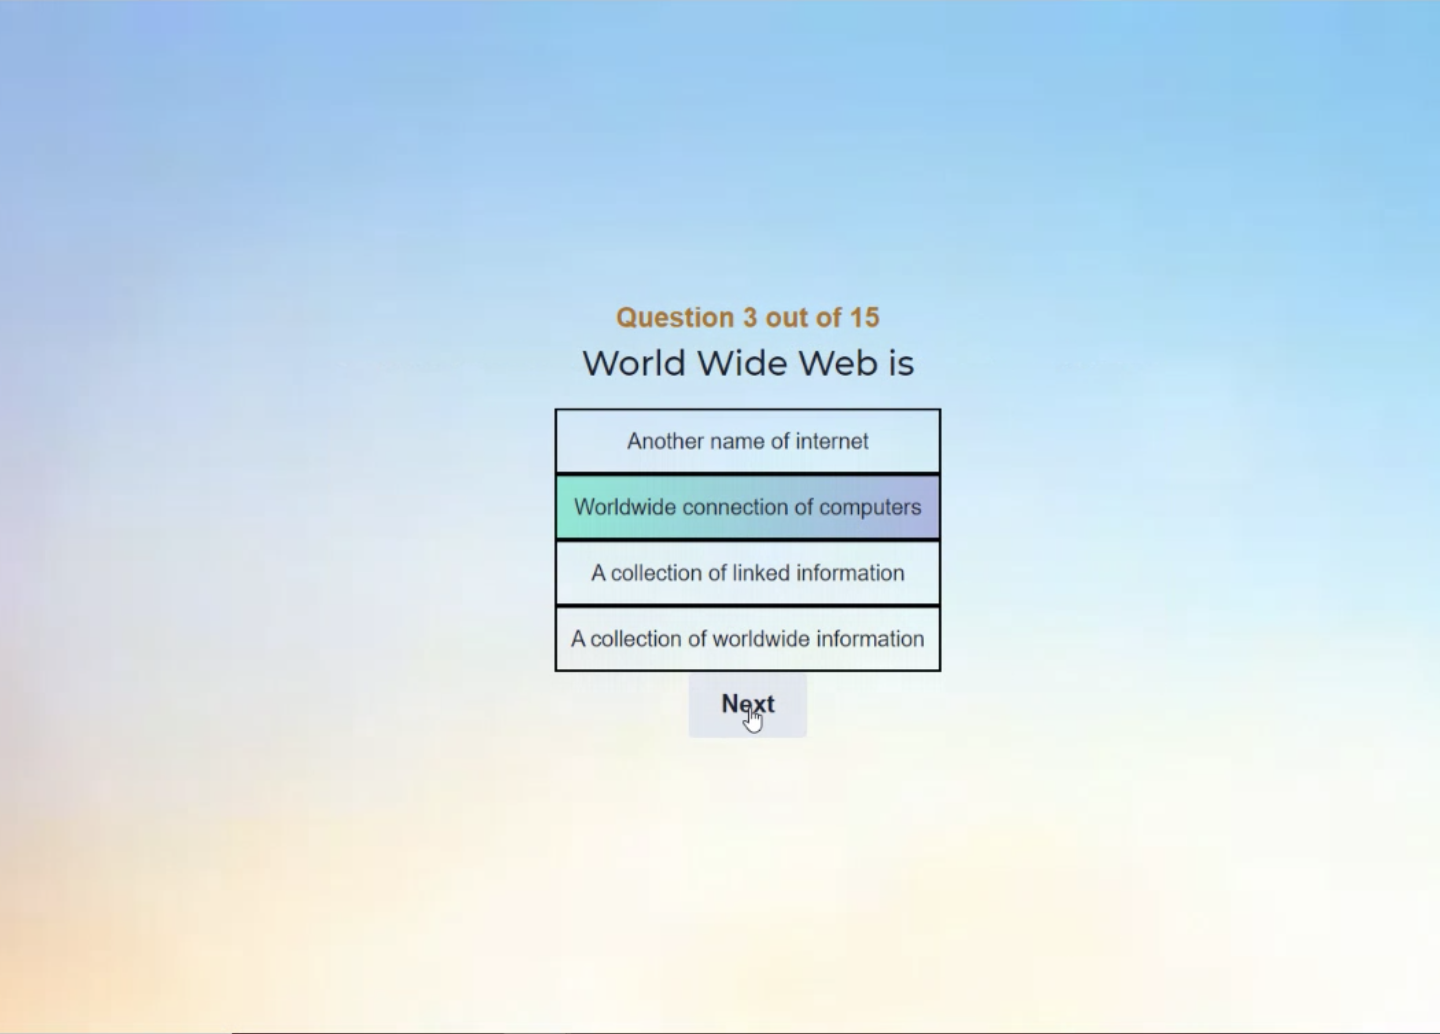 Question 3 out of 15
World Wide Web is
Another name of internet
Worldwide connection of computers
A collection of linked information
A collection of worldwide information
Next